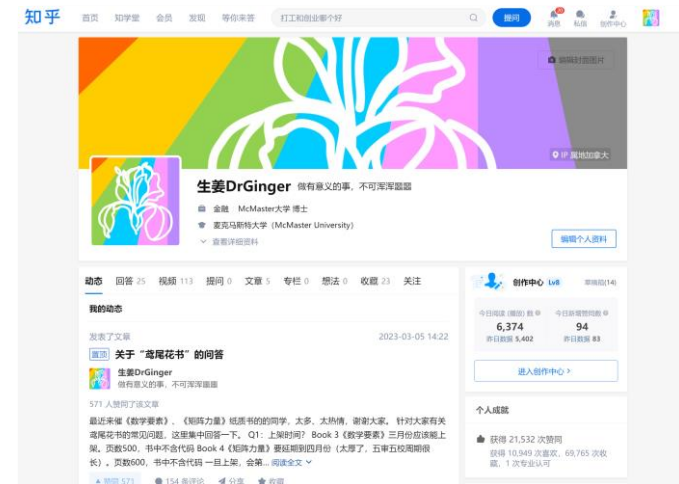 知乎 首页 知学堂 会员 发现 等你来答 打工和创业哪个好 提问 消息 私信 创作中心
编辑封面图片
IP 属地加拿大
生姜DrGinger 做有意义的事，不可浑浑噩噩
金融 McMaster大学 博士
麦克马斯特大学（McMaster University）
查看详细资料
编辑个人资料
动态 回答 25 视频 113 提问 0 文章 5 专栏 0 想法 0 收藏 23 关注
我的动态
发表了文章 2023-03-05 14:22
置顶 关于“鸢尾花书”的问答
生姜DrGinger
做有意义的事，不可浑浑噩噩
571 人赞同了该文章
最近来催《数学要素》、《矩阵力量》纸质书的的同学，太多，太热情，谢谢大家。 针对大家有关
鸢尾花书的常见问题，这里集中回答一下。 Q1：上架时间？ Book 3《数学要素》三月份应该能上
架。页数500，书中不含代码 Book 4《矩阵力量》要延期到四月份（太厚了，五审五校周期很
长）。页数600，书中不含代码 一旦上架，会第... 阅读全文
赞同 571 154 条评论 分享 收藏
创作中心 Lv8
今日阅读 (播放) 数 今日新增赞同数
6,374 94
昨日数据 5,402 昨日数据 83
进入创作中心
个人成就
获得 21,532 次赞同
获得 10,949 次喜欢，69,765 次收
藏，1 次专业认可